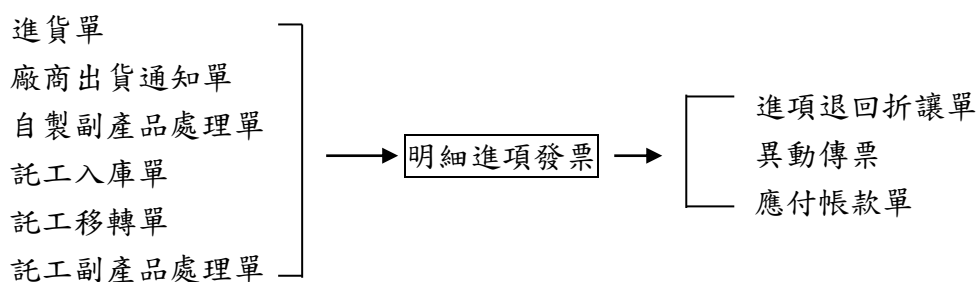 進貨單
廠商出貨通知單
自製副產品處理單
託工入庫單
託工移轉單
託工副產品處理單
明細進項發票
進項退回折讓單
異動傳票
應付帳款單